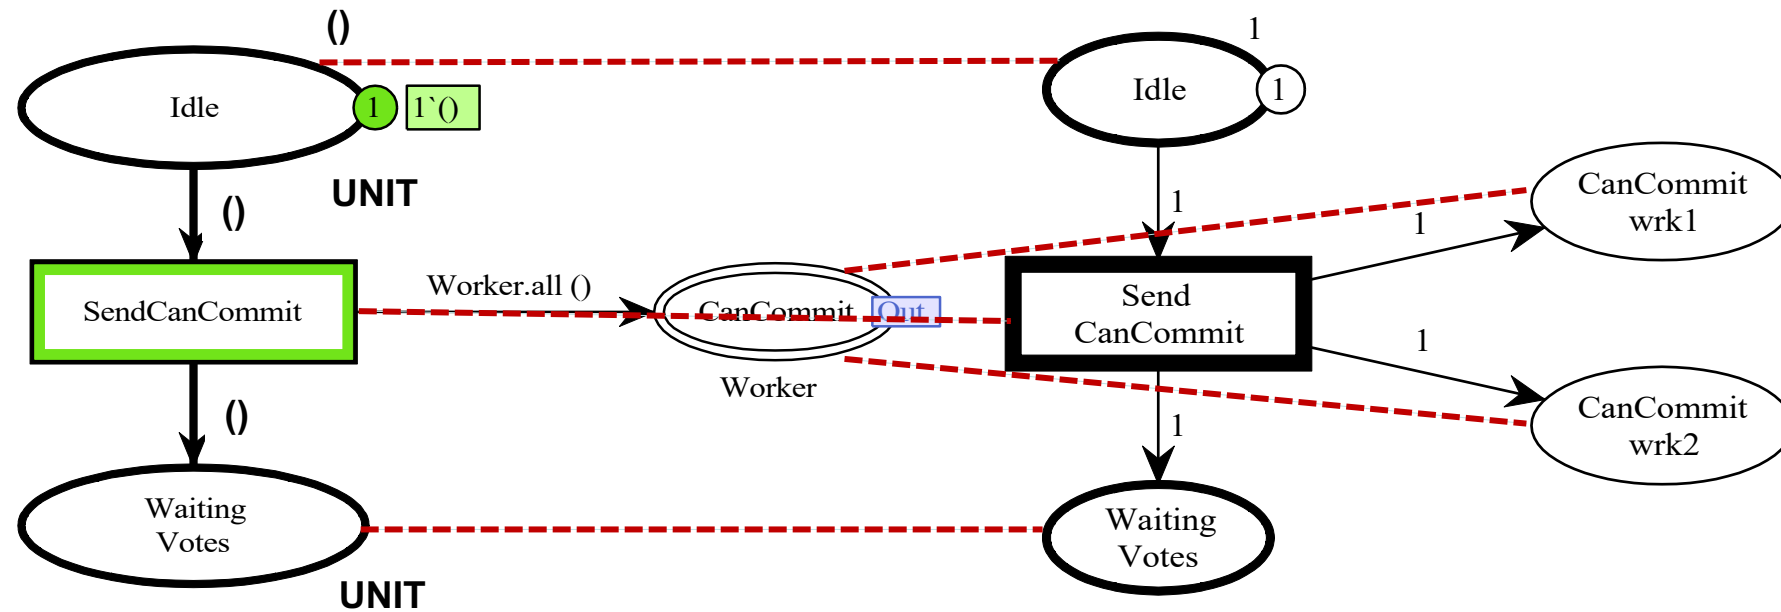 ()
1
Idle
1
1`()
Idle
1
UNIT
()
1
CanCommit
wrk1
1
SendCanCommit
Worker.all ()
CanCommit
Out
Send
CanCommit
Worker
1
()
1
CanCommit
wrk2
Waiting
Votes
Waiting
Votes
UNIT